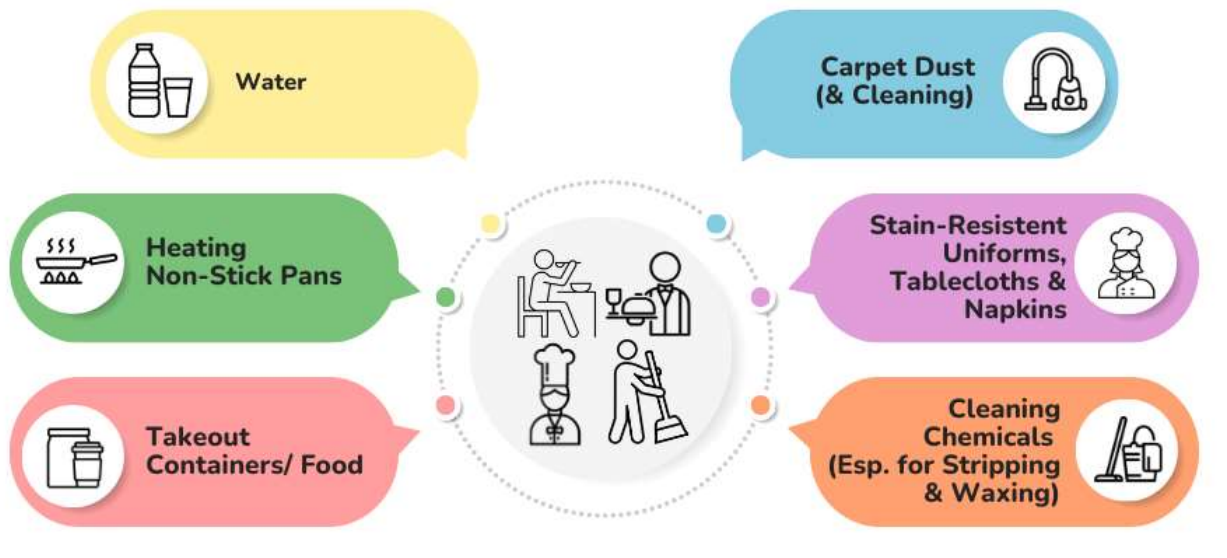 Water
Carpet Dust
(& Cleaning)
Heating
Non-Stick Pans
Stain-Resistent
Uniforms,
Tablecloths &
Napkins
Takeout
Containers/ Food
Cleaning
Chemicals
(Esp. for Stripping
& Waxing)